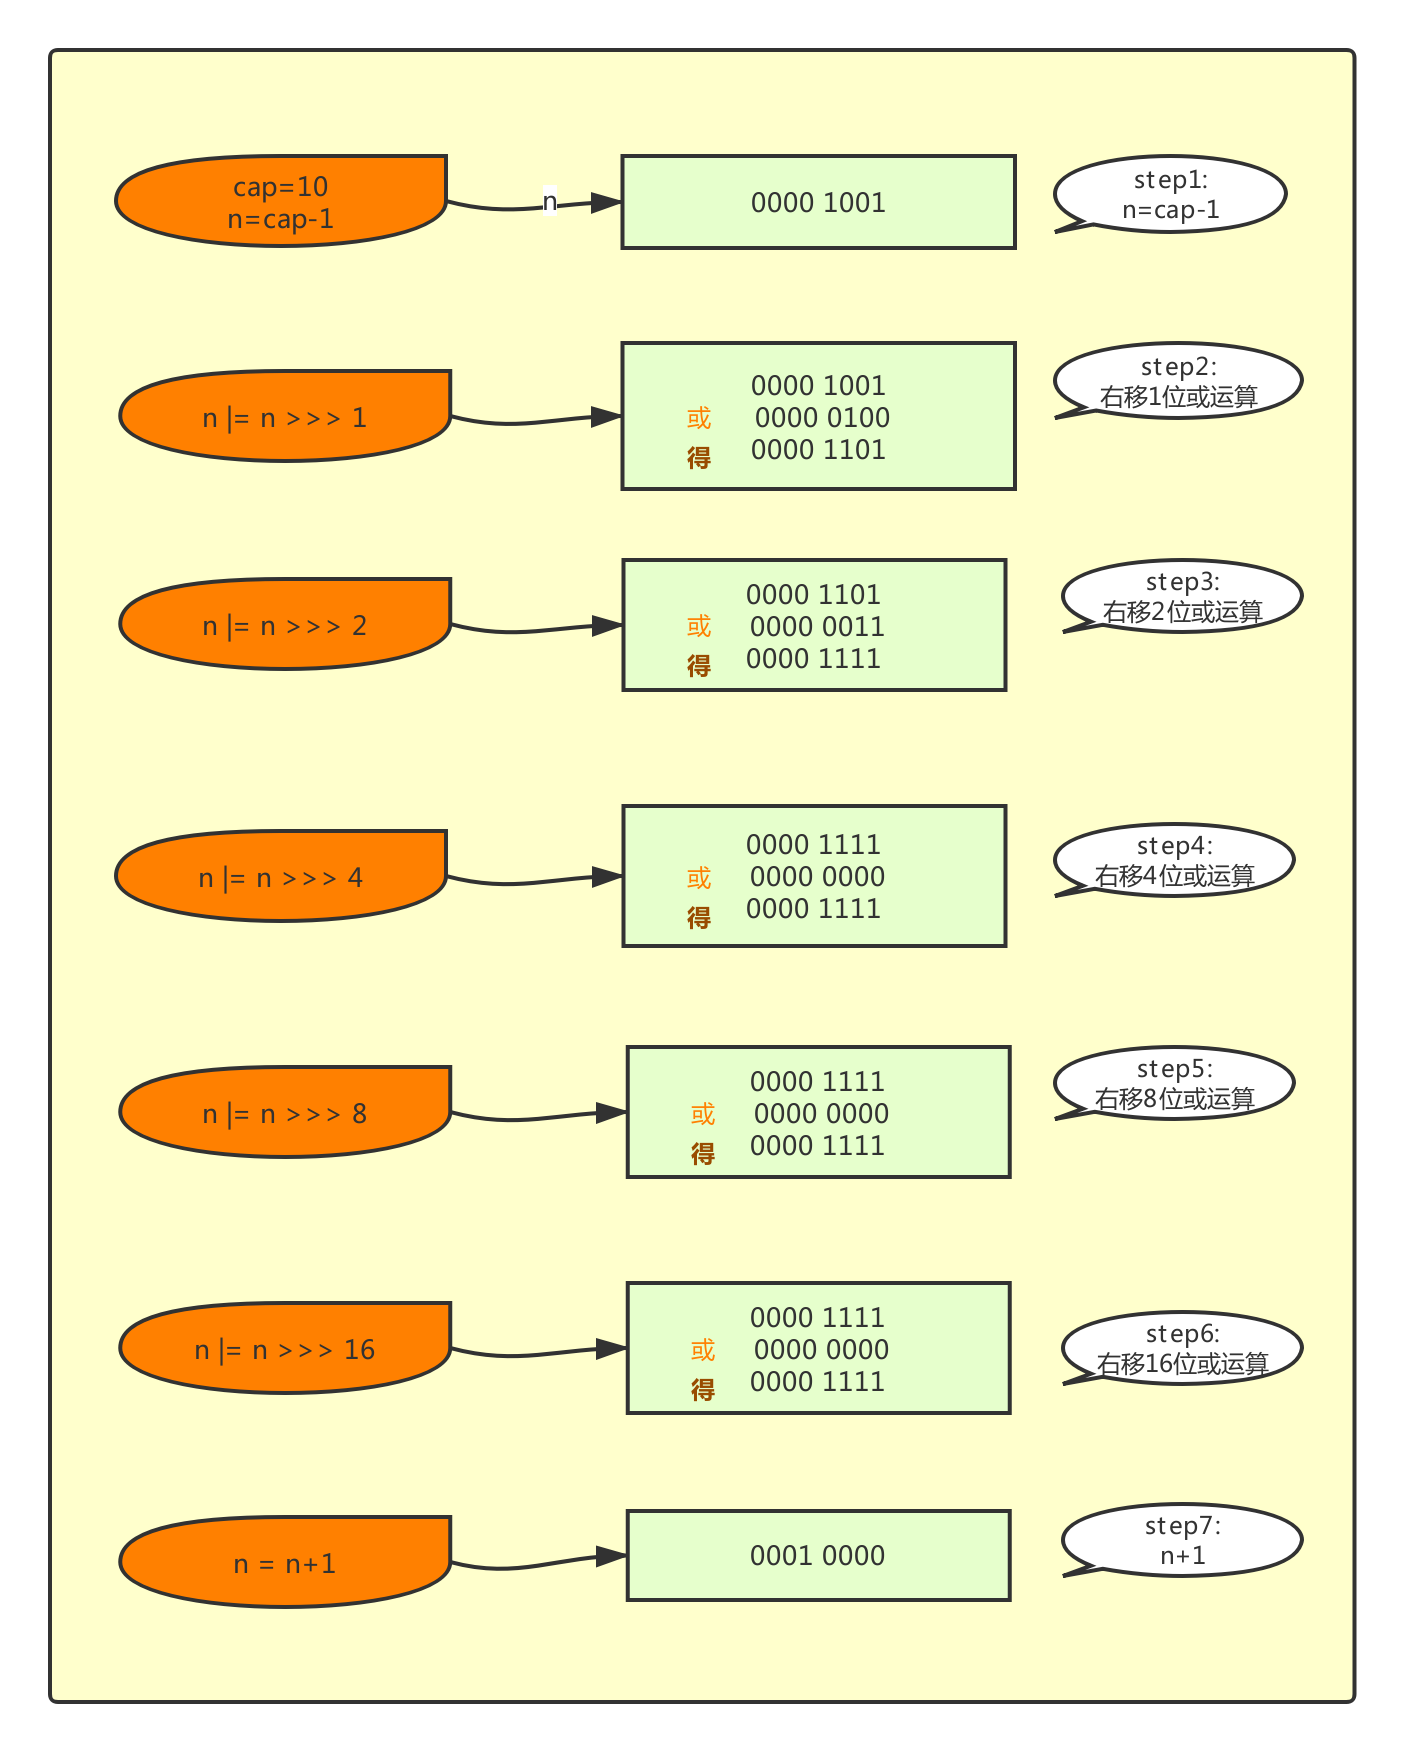 cap=10
n=cap-1
n
0000 1001
step1:
n=cap-1
n |= n >>> 1
0000 1001
或 0000 0100
得 0000 1101
step2:
右移1位或运算
n |= n >>> 2
0000 1101
或 0000 0011
得 0000 1111
step3:
右移2位或运算
n |= n >>> 4
0000 1111
或 0000 0000
得 0000 1111
step4:
右移4位或运算
n |= n >>> 8
0000 1111
或 0000 0000
得 0000 1111
step5:
右移8位或运算
n |= n >>> 16
0000 1111
或 0000 0000
得 0000 1111
step6:
右移16位或运算
n = n+1
0001 0000
step7:
n+1